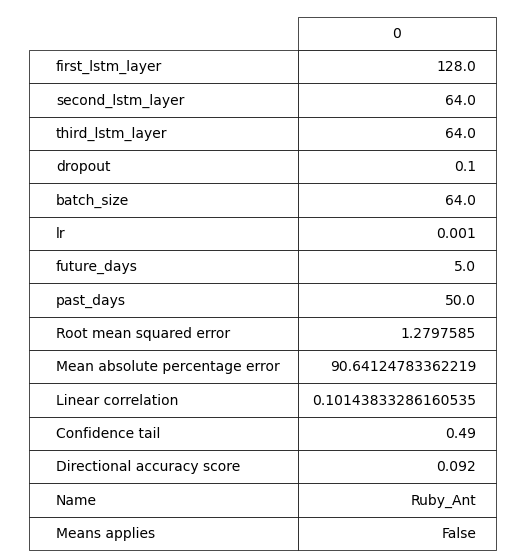 0
first_lstm_layer 128.0
second_lstm_layer 64.0
third_lstm_layer 64.0
dropout 0.1
batch_size 64.0
lr 0.001
future_days 5.0
past_days 50.0
Root mean squared error 1.2797585
Mean absolute percentage error 90.64124783362219
Linear correlation 0.10143833286160535
Confidence tail 0.49
Directional accuracy score 0.092
Name Ruby_Ant
Means applies False